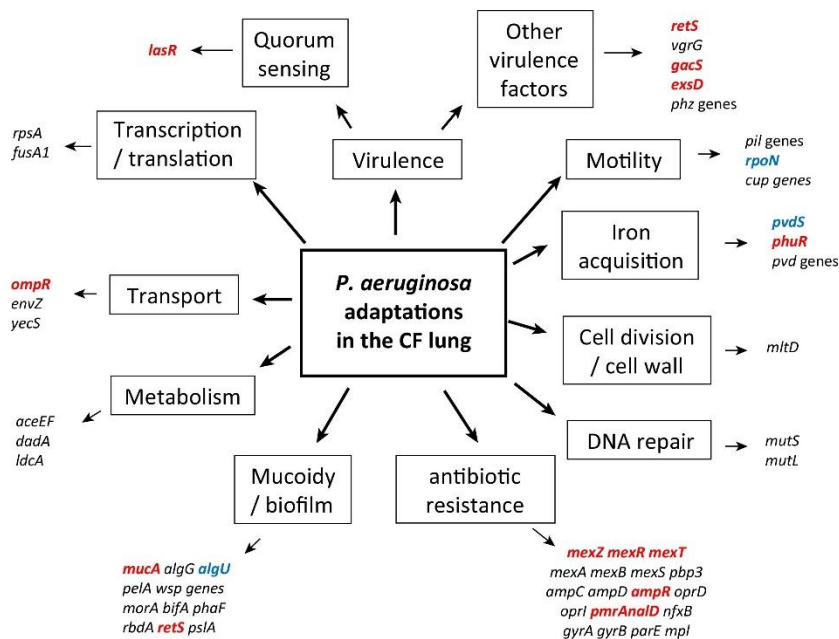 lasR
Quorum
sensing
Other
virulence
factors
retS
vgrG
gacS
exsD
phz genes
rpsA
fusA1
Transcription
/ translation
Virulence
Motility
pil genes
rpoN
cup genes
Iron
acquisition
pvdS
phuR
pvd genes
ompR
envZ
yecS
Transport
P. aeruginosa
adaptations
in the CF lung
Cell division
/ cell wall
mltD
Metabolism
aceEF
dadA
ldcA
DNA repair
mutS
mutL
Mucoidy
/ biofilm
antibiotic
resistance
mucA algG algU
pelA wsp genes
morA bifA phaF
rbdA retS pslA
mexZ mexR mexT
mexA mexB mexS pbp3
ampC ampD ampR oprD
oprI pmrAnalD nfxB
gyrA gyrB parE mpl